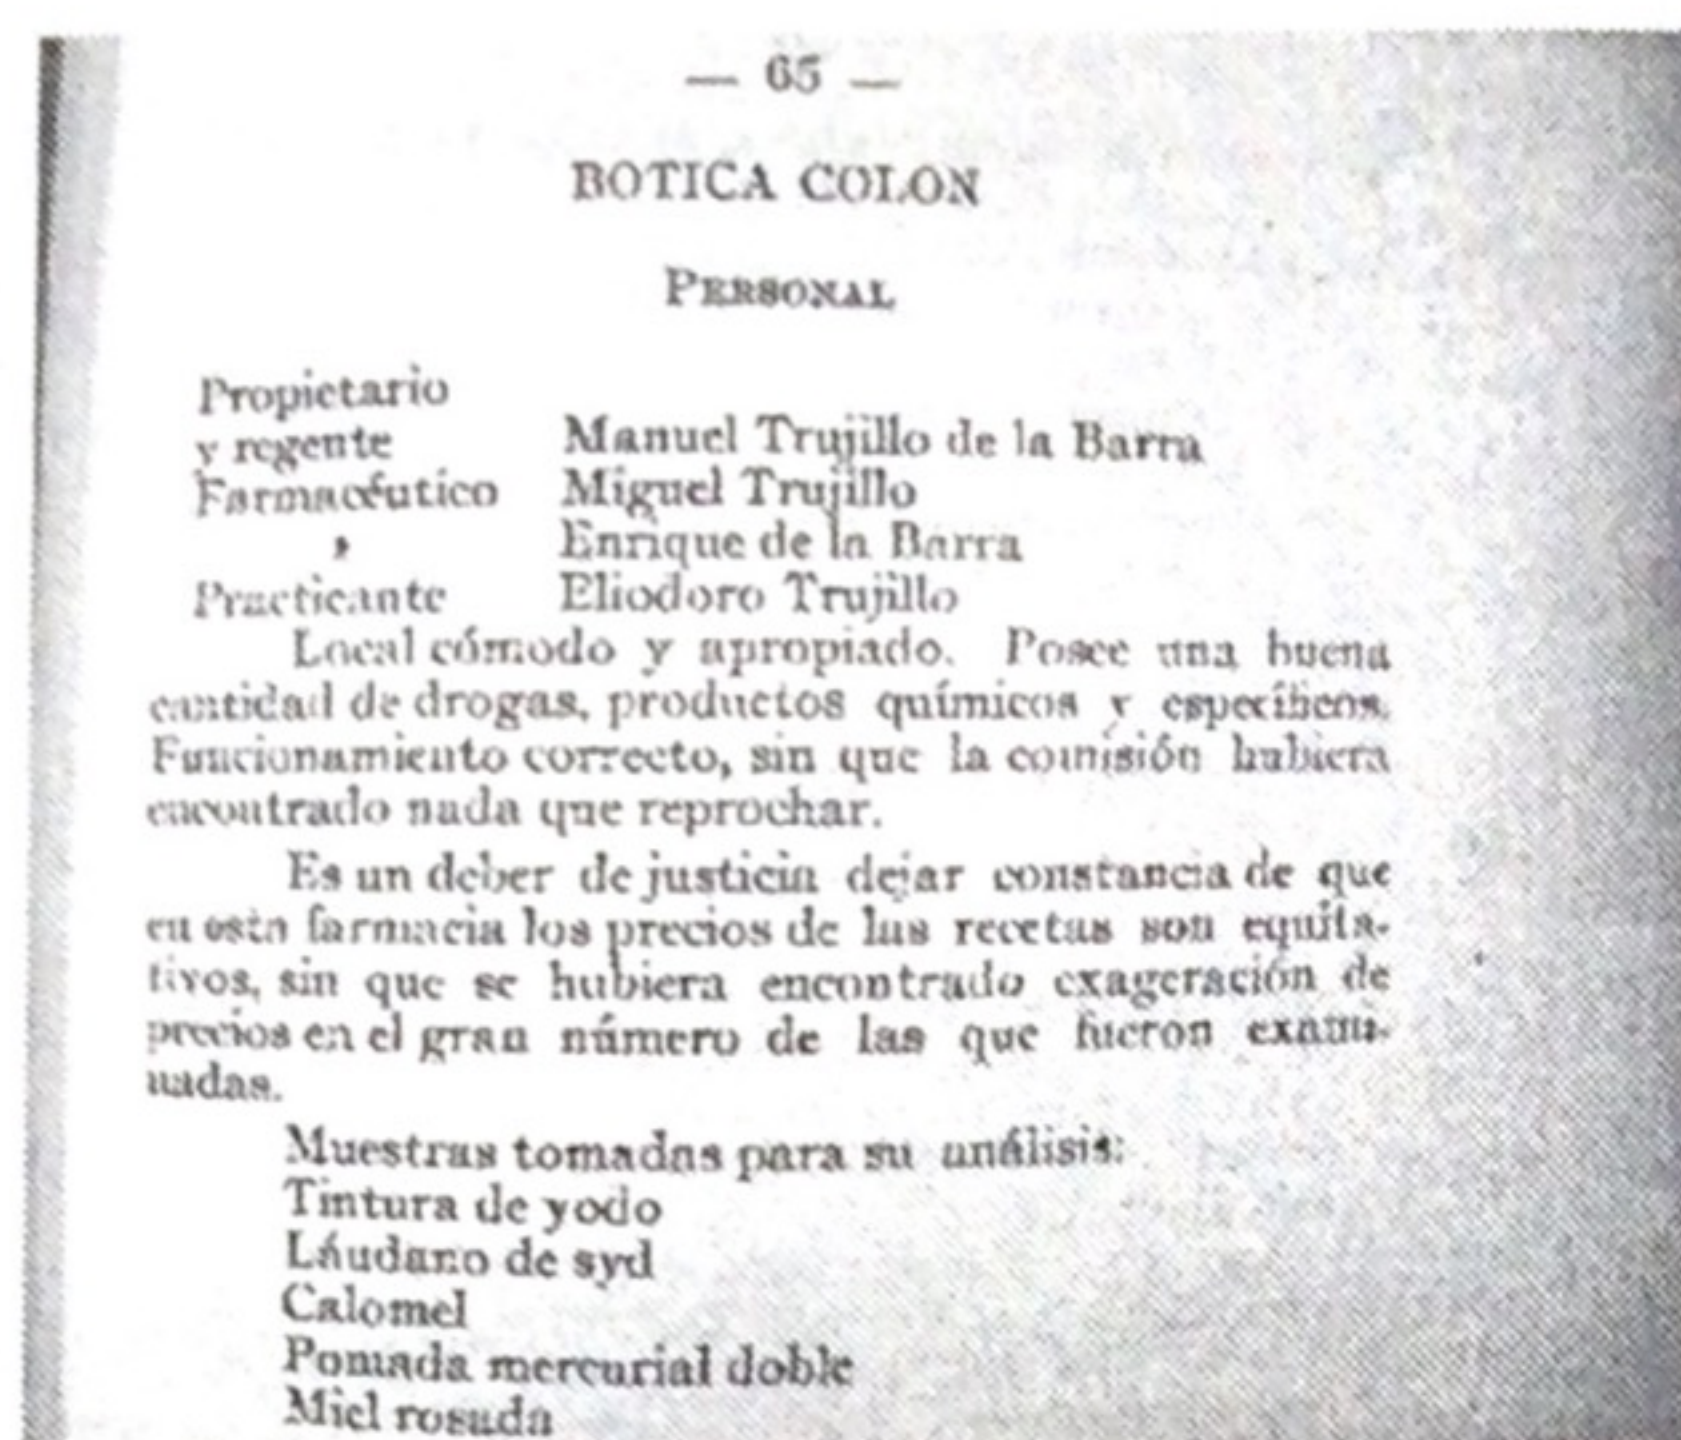 — 65 —
BOTICA COLON
PERSONAL
Propietario
y regente Manuel Trujillo de la Barra
Farmacéutico Miguel Trujillo
» Enrique de la Barra
Practicante Eliodoro Trujillo
Local cómodo y apropiado. Posee una buena
cantidad de drogas, productos químicos y específicos.
Funcionamiento correcto, sin que la comisión hubiera
encontrado nada que reprochar.
Es un deber de justicia dejar constancia de que
en esta farmacia los precios de las recetas son equita-
tivos, sin que se hubiera encontrado exageración de
precios en el gran número de las que fueron exami-
nadas.
Muestras tomadas para su análisis:
Tintura de yodo
Láudano de syd
Calomel
Pomada mercurial doble
Miel rosada